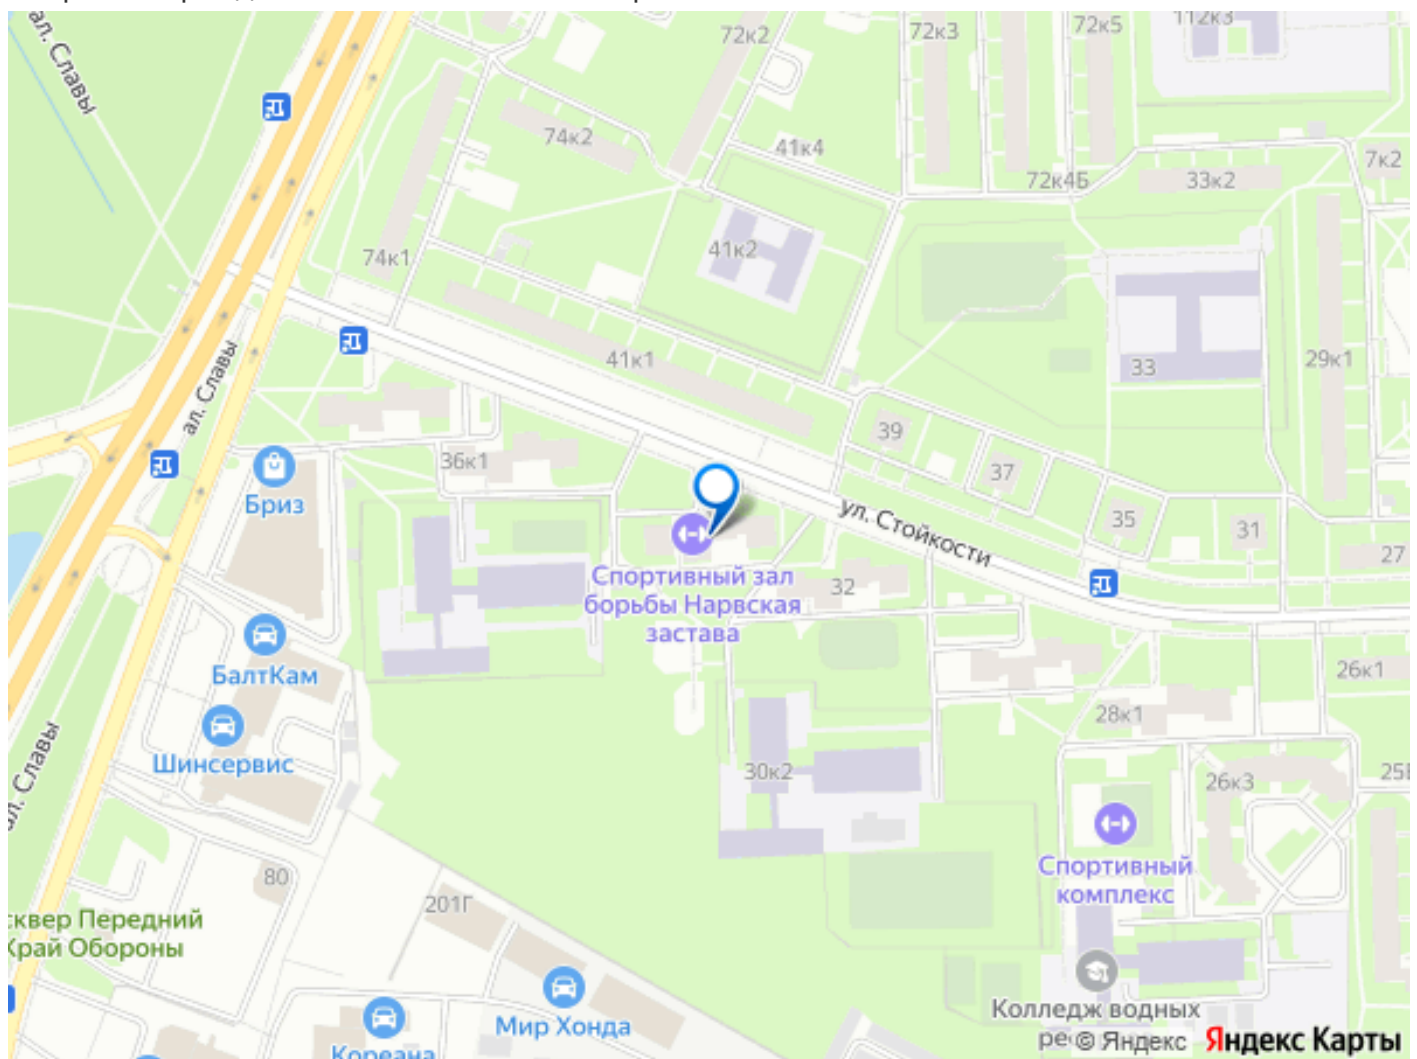 ал. Славы
72к2
72к3
72к5
112к3
74к2
41к4
72к4Б
33к2
7к2
74к1
41к2
41к1
33
29к1
ал. Славы
39
36к1
37
Бриз
ул. Стойкости
35
31
27
Спортивный зал
борьбы Нарвская
застава
32
БалтКам
26к1
28к1
ал. Славы
Шинсервис
30к2
26к3
Спортивный
комплекс
80
201Г
сквер Передний
Край Обороны
Колледж водных
Мир Хонда
Кореана
© Яндекс
Яндекс Карты